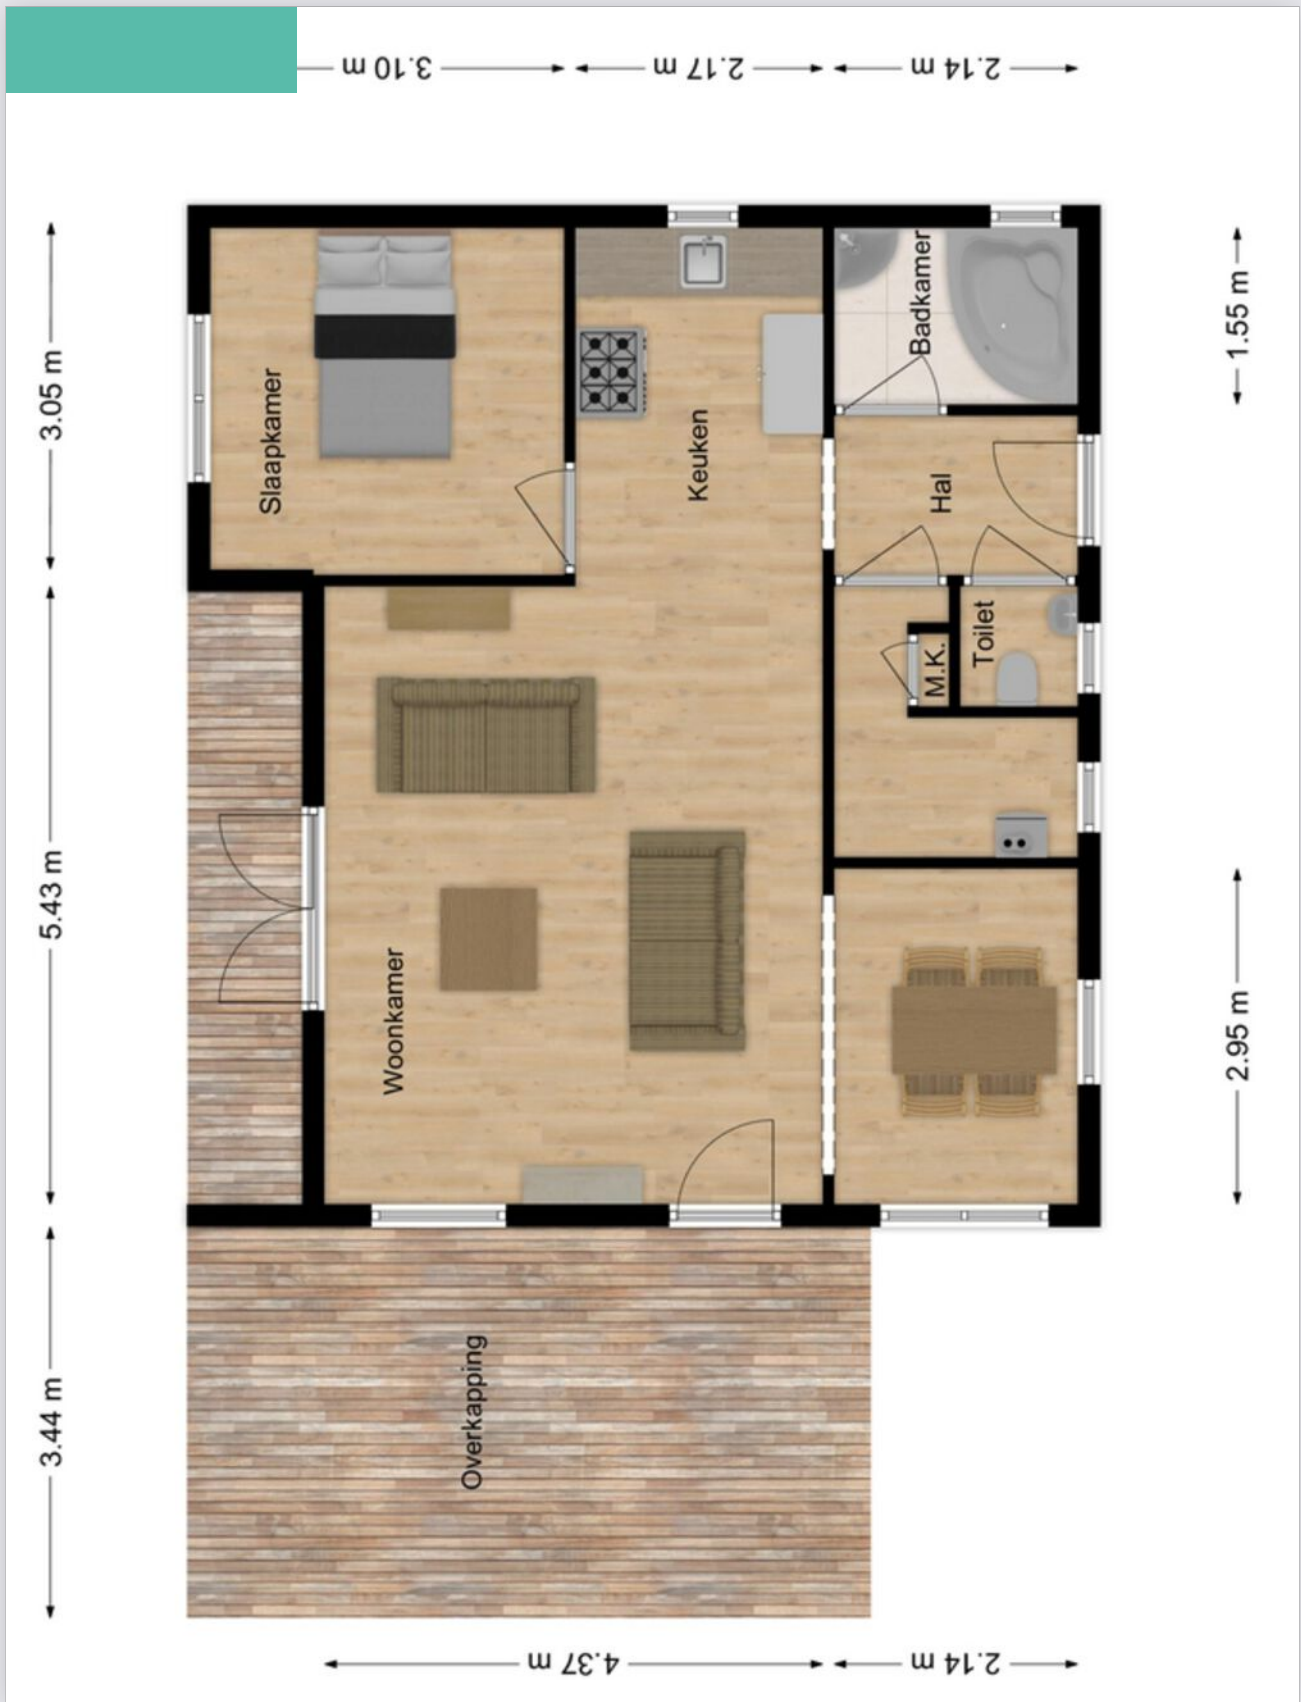 3.10 m
2.17 m
2.14 m
3.05 m
5.43 m
3.44 m
1.55 m
2.95 m
Slaapkamer
Keuken
Badkamer
Hal
Toilet
M.K.
Woonkamer
Overkapping
4.37 m
2.14 m